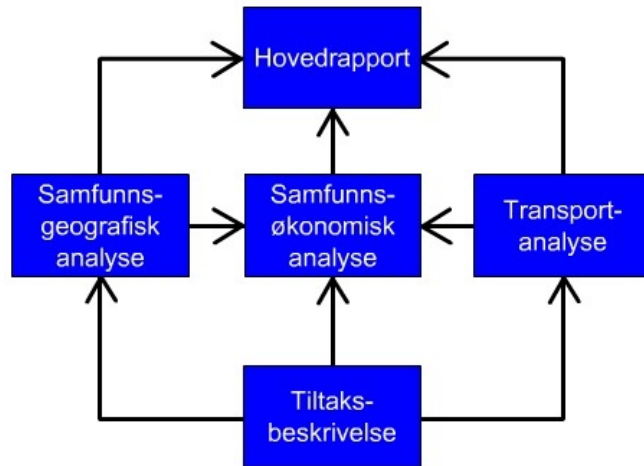 Hovedrapport
Samfunns-
geografisk
analyse
Samfunns-
økonomisk
analyse
Transport-
analyse
Tiltaks-
beskrivelse